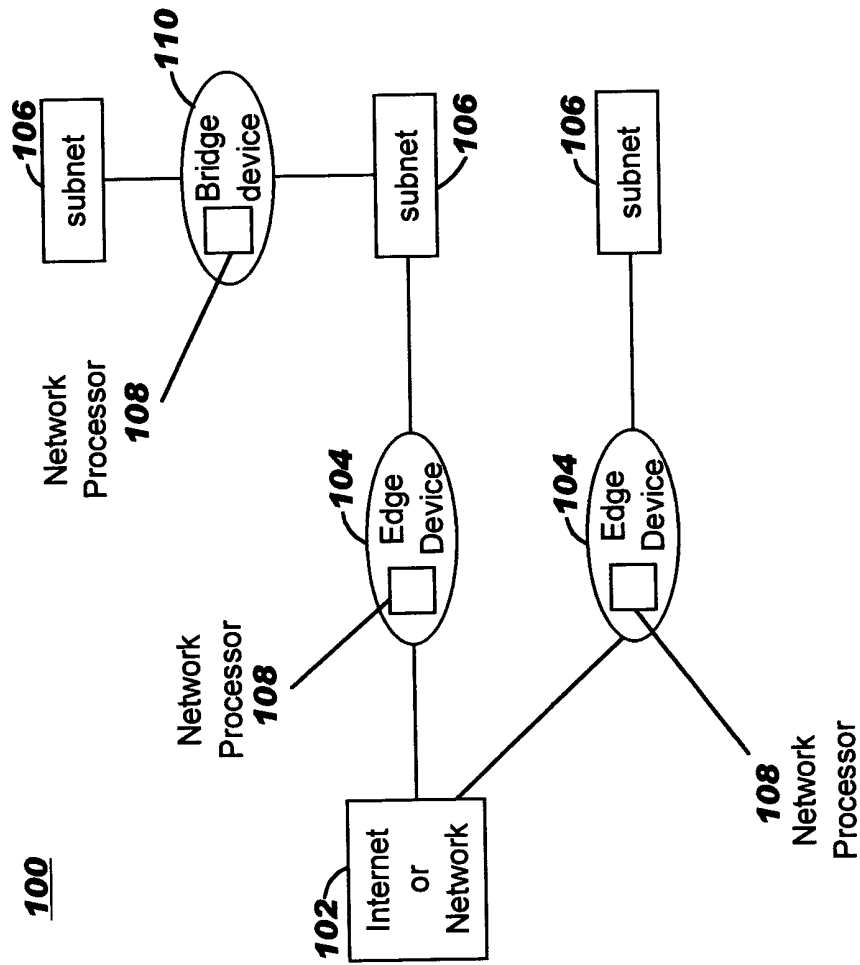 100
102
Internet
or
Network
Network
Processor
108
104
Edge
Device
106
subnet
Network
Processor
108
110
Bridge
device
106
subnet
104
Edge
Device
106
subnet
108
Network
Processor